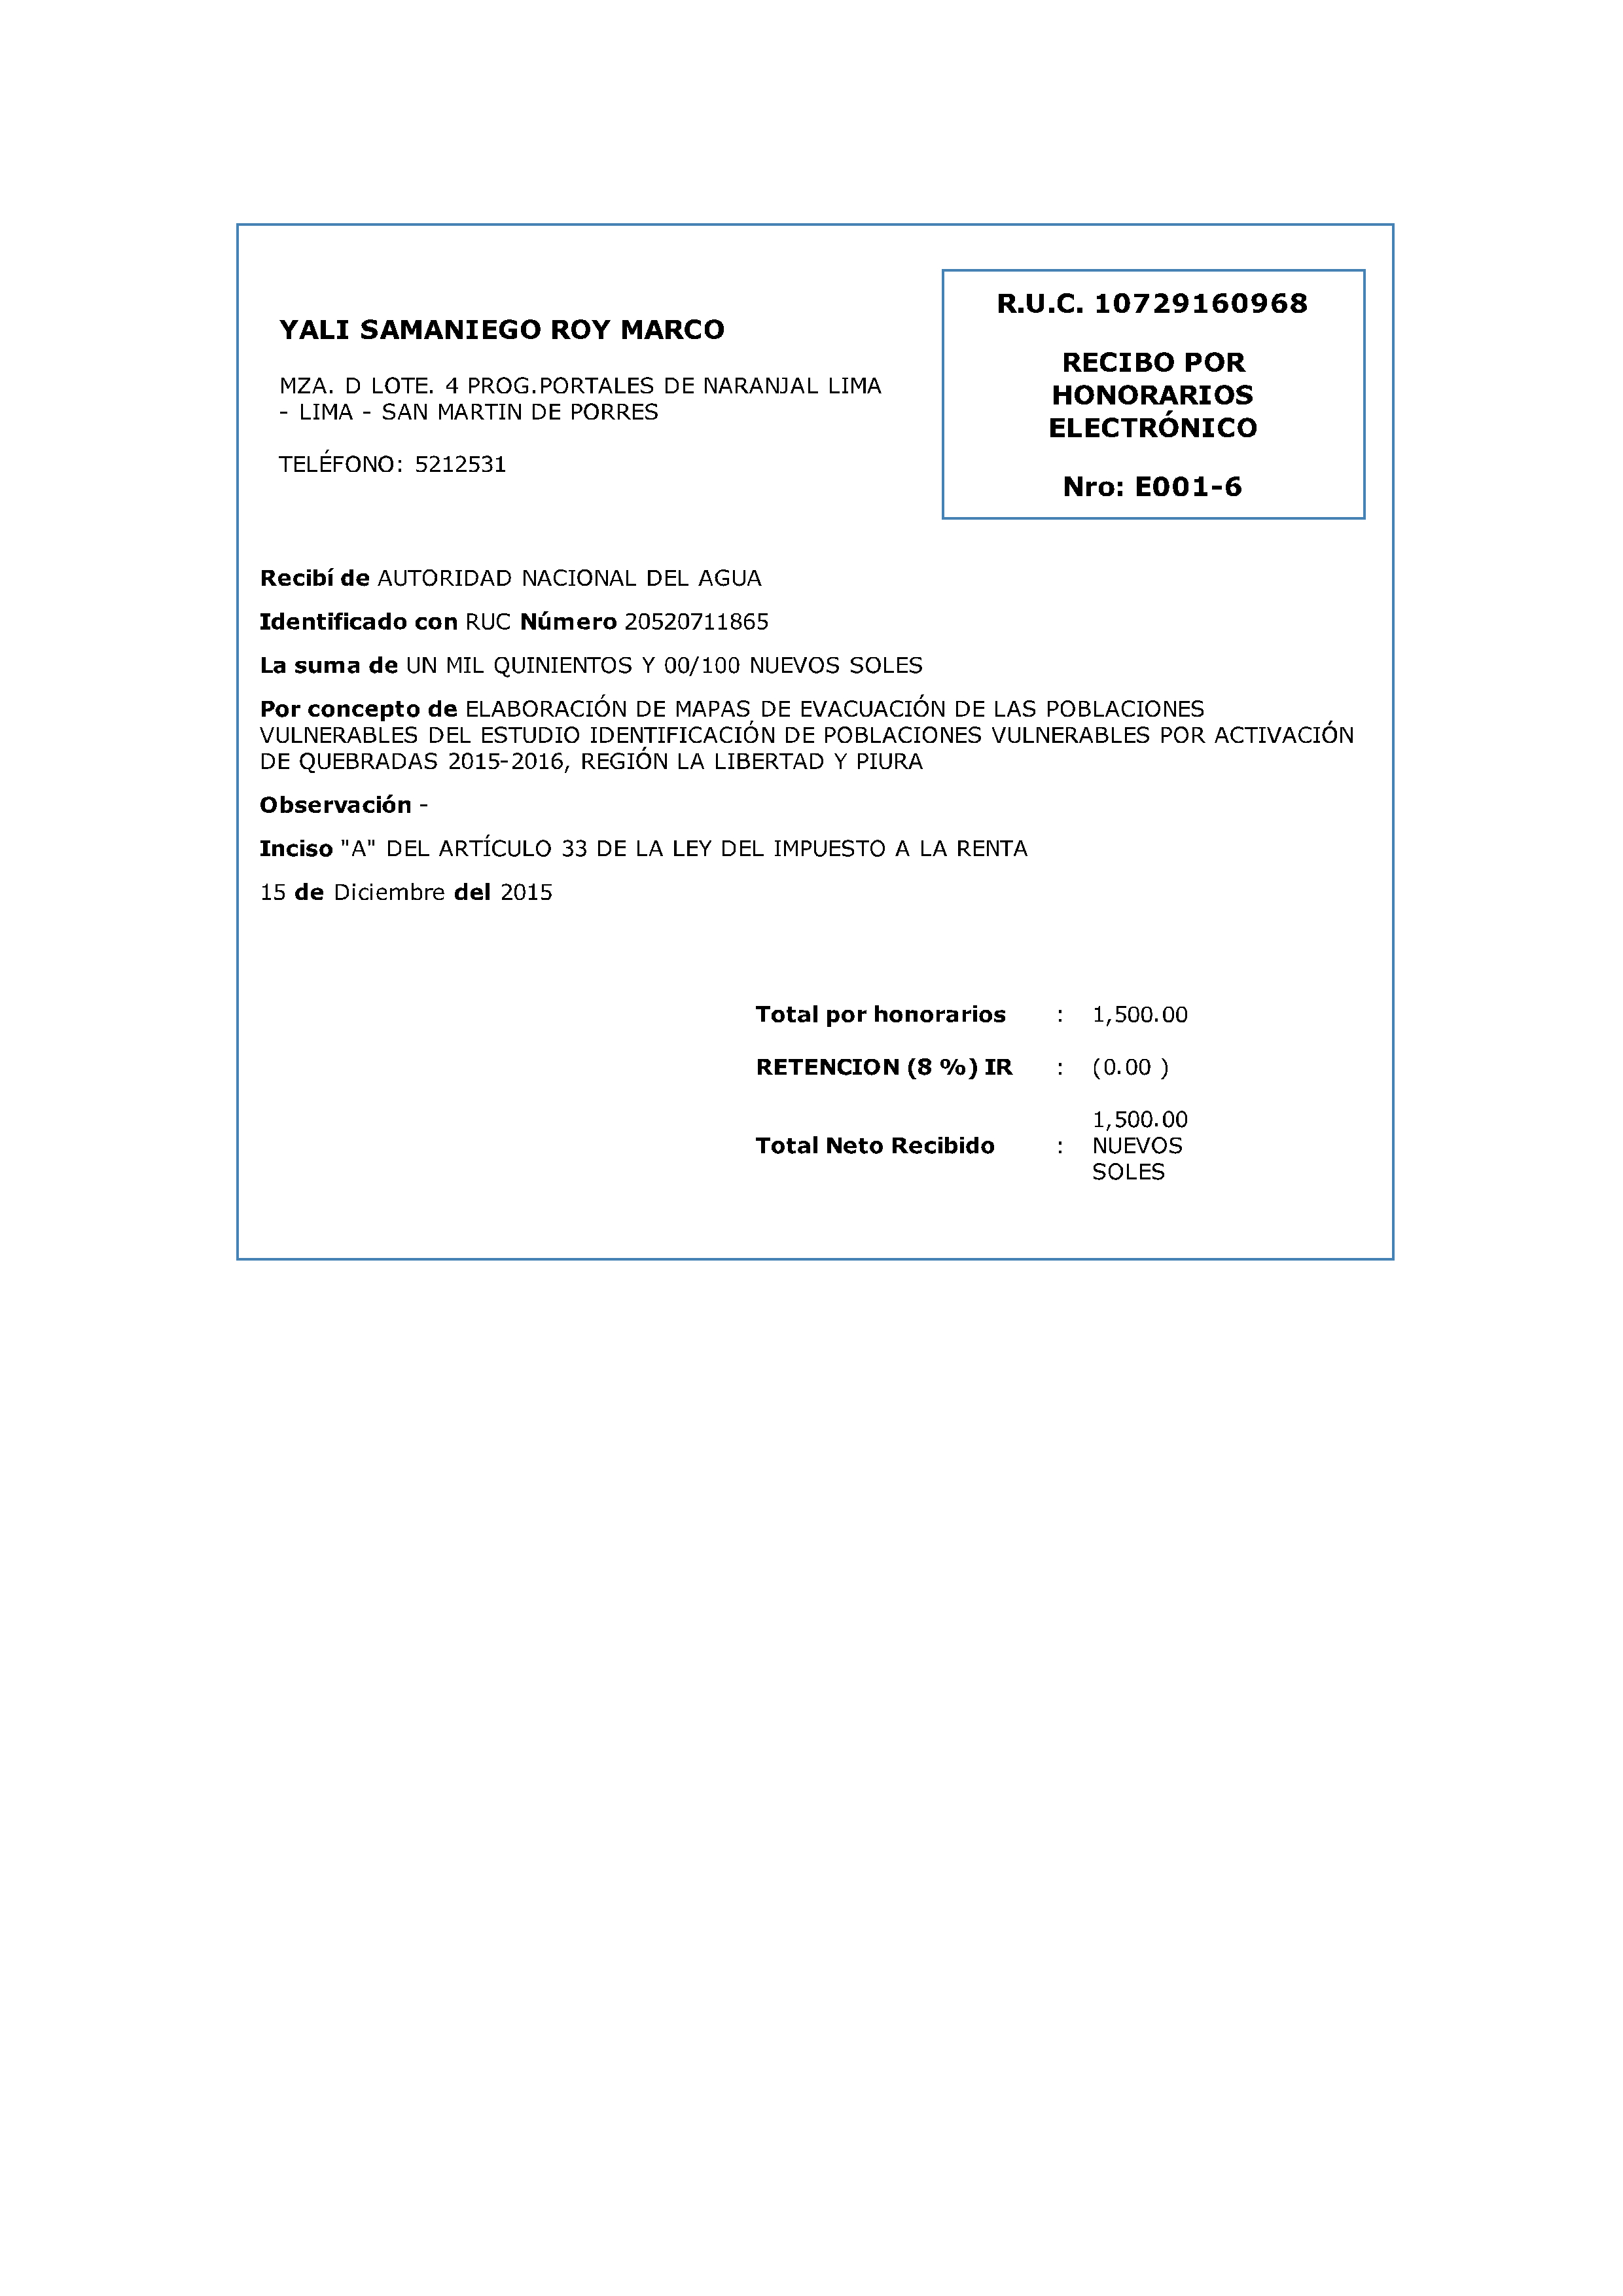 YALI SAMANIEGO ROY MARCO
MZA. D LOTE. 4 PROG.PORTALES DE NARANJAL LIMA
- LIMA - SAN MARTIN DE PORRES
TELÉFONO: 5212531
R.U.C. 10729160968
RECIBO POR
HONORARIOS
ELECTRÓNICO
Nro: E001-6
Recibí de AUTORIDAD NACIONAL DEL AGUA
Identificado con RUC Número 20520711865
La suma de UN MIL QUINIENTOS Y 00/100 NUEVOS SOLES
Por concepto de ELABORACIÓN DE MAPAS DE EVACUACIÓN DE LAS POBLACIONES
VULNERABLES DEL ESTUDIO IDENTIFICACIÓN DE POBLACIONES VULNERABLES POR ACTIVACIÓN
DE QUEBRADAS 2015-2016, REGIÓN LA LIBERTAD Y PIURA
Observación -
Inciso "A" DEL ARTÍCULO 33 DE LA LEY DEL IMPUESTO A LA RENTA
15 de Diciembre del 2015
Total por honorarios : 1,500.00
RETENCION (8 %) IR : (0.00 )
Total Neto Recibido : 1,500.00
NUEVOS
SOLES